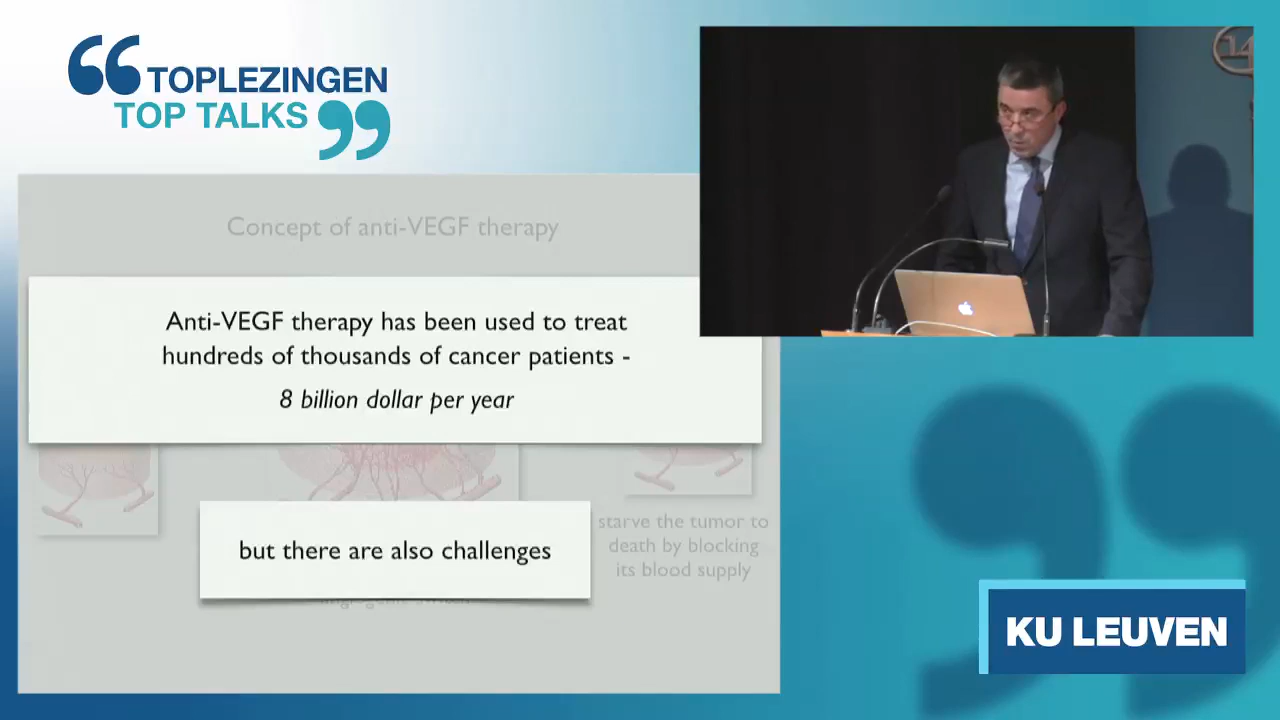 TOPLEZINGEN
TOP TALKS
Concept of anti-VEGF therapy
Anti-VEGF therapy has been used to treat
hundreds of thousands of cancer patients -
8 billion dollar per year
but there are also challenges
starve the tumor to
death by blocking
its blood supply
KU LEUVEN
14